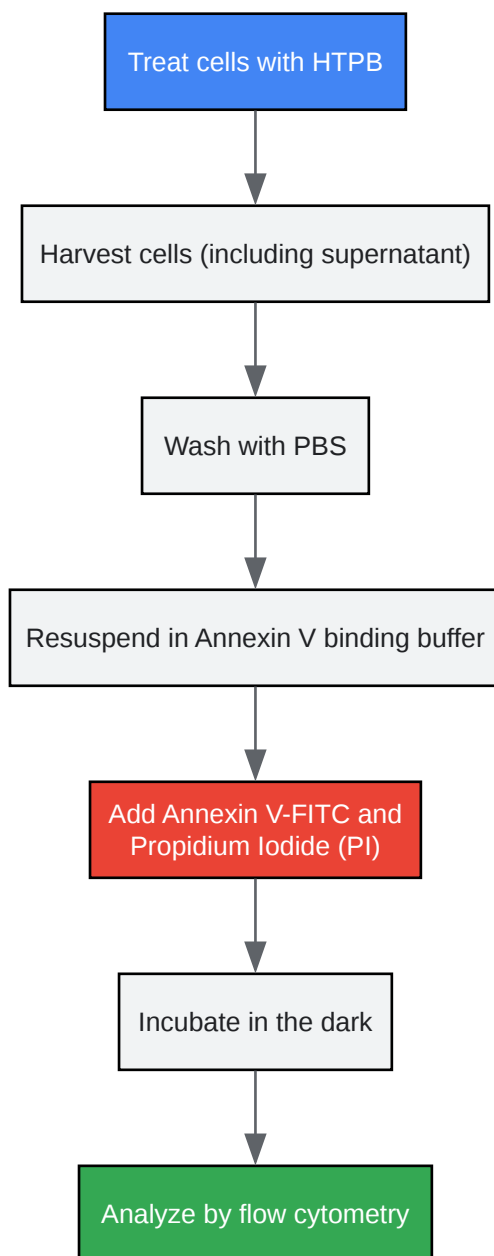 Treat cells with HTPB
Harvest cells (including supernatant)
Wash with PBS
Resuspend in Annexin V binding buffer
Add Annexin V-FITC and
Propidium Iodide (PI)
Incubate in the dark
Analyze by flow cytometry